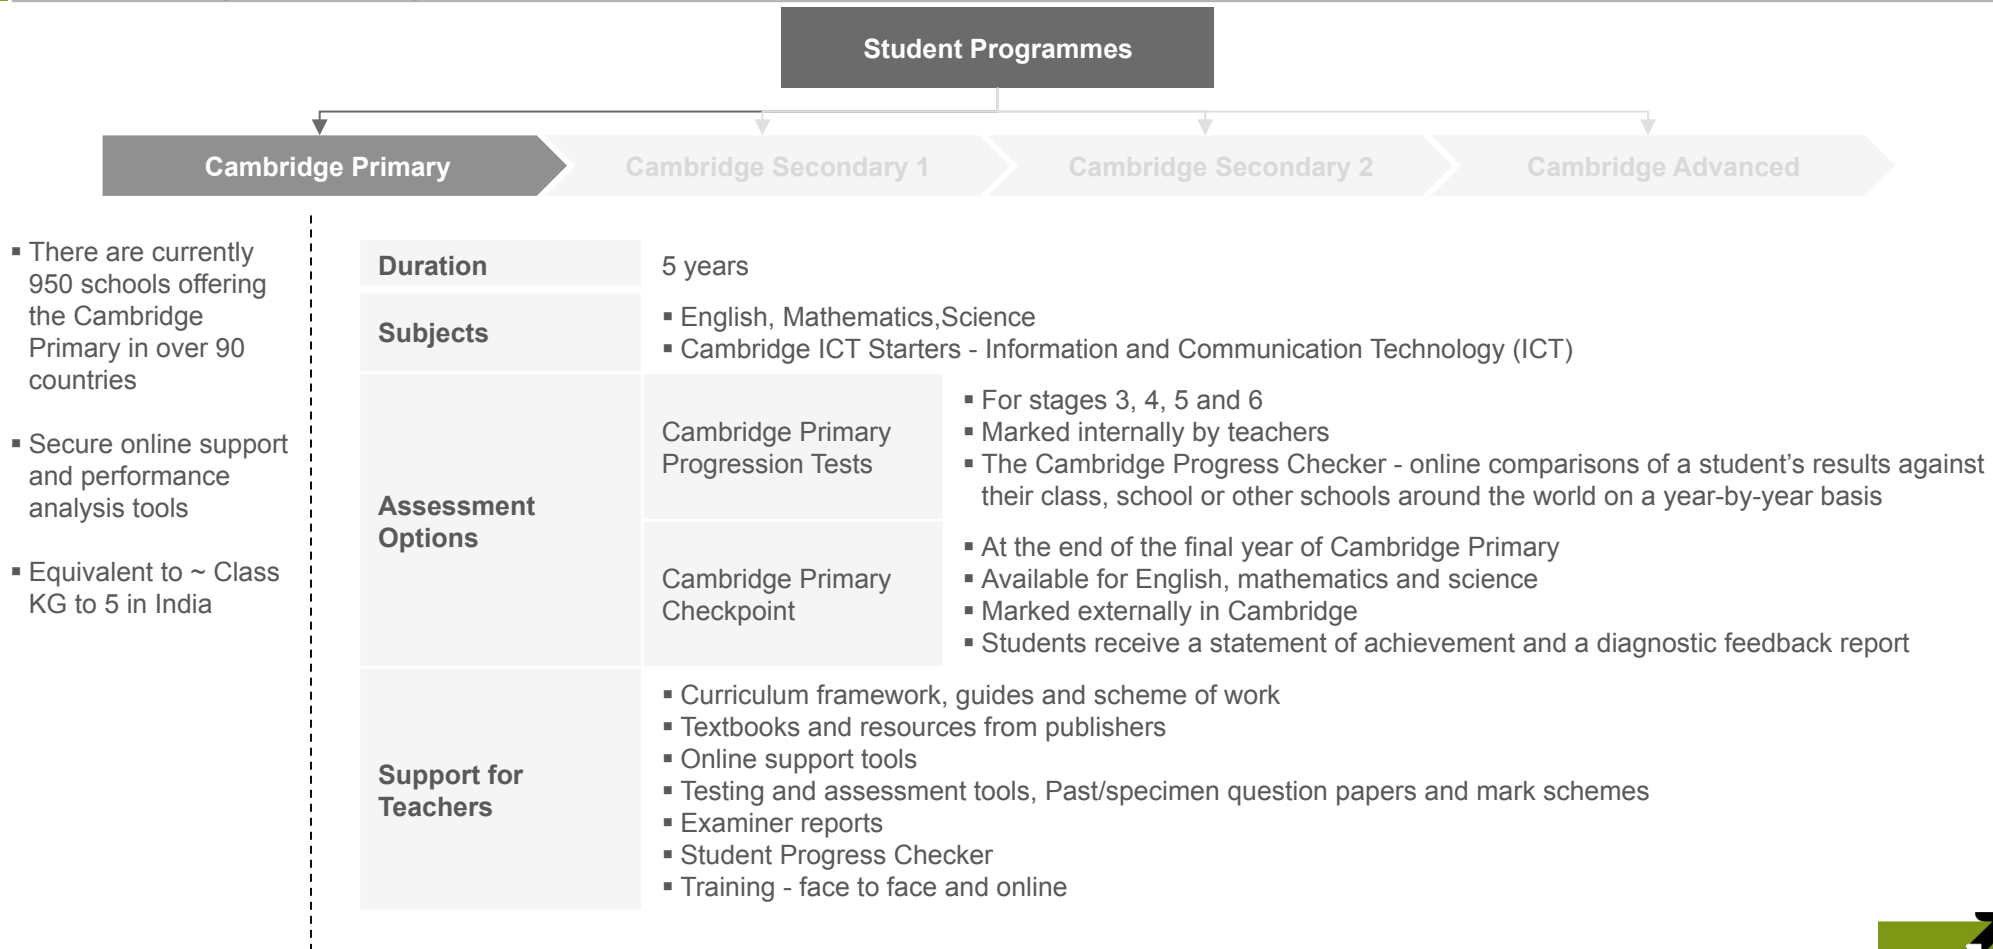 Student Programmes
Cambridge Primary
Cambridge Secondary 1
Cambridge Secondary 2
Cambridge Advanced
▪ There are currently
950 schools offering
the Cambridge
Primary in over 90
countries
▪ Secure online support
and performance
analysis tools
▪ Equivalent to ~ Class
KG to 5 in India
Duration
5 years
Subjects
▪ English, Mathematics,Science
▪ Cambridge ICT Starters - Information and Communication Technology (ICT)
Assessment
Options
Cambridge Primary
Progression Tests
▪ For stages 3, 4, 5 and 6
▪ Marked internally by teachers
▪ The Cambridge Progress Checker - online comparisons of a student’s results against
their class, school or other schools around the world on a year-by-year basis
Cambridge Primary
Checkpoint
▪ At the end of the final year of Cambridge Primary
▪ Available for English, mathematics and science
▪ Marked externally in Cambridge
▪ Students receive a statement of achievement and a diagnostic feedback report
Support for
Teachers
▪ Curriculum framework, guides and scheme of work
▪ Textbooks and resources from publishers
▪ Online support tools
▪ Testing and assessment tools, Past/specimen question papers and mark schemes
▪ Examiner reports
▪ Student Progress Checker
▪ Training - face to face and online